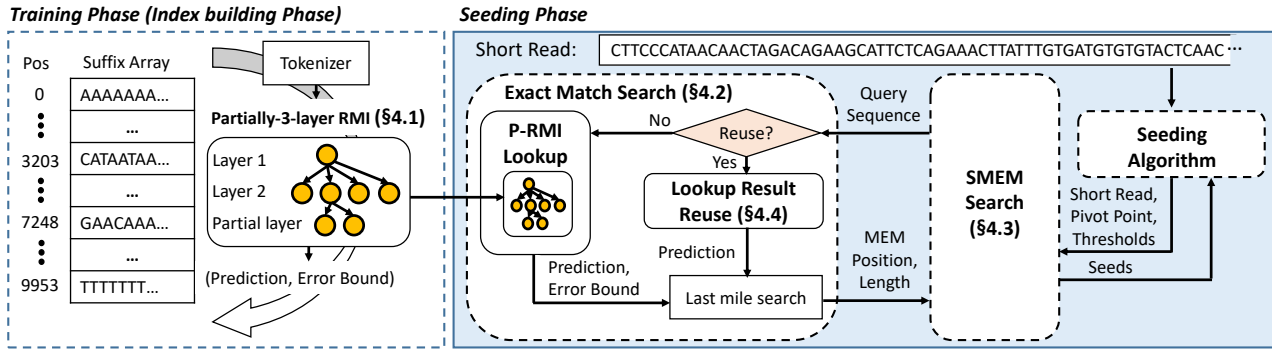 Training Phase (Index building Phase)
Pos
Suffix Array
0
AAAAAAA...
...
3203
CATAATAA...
...
7248
GAACAAA...
...
9953
TTTTTTT...
Tokenizer
Partially-3-layer RMI (§4.1)
Layer 1
Layer 2
Partial layer
(Prediction, Error Bound)
Seeding Phase
Short Read:
CTTCCCATAACAACTAGACAGAAGCATTCTCAGAAACTTATTTGTGATGTGTGTACTCAAC ...
Exact Match Search (§4.2)
P-RMI
Lookup
No
Reuse?
Yes
Lookup Result
Reuse (§4.4)
Prediction
Prediction,
Error Bound
Last mile search
Query
Sequence
MEM
Position,
Length
SMEM
Search
(§4.3)
Seeding
Algorithm
Short Read,
Pivot Point,
Thresholds
Seeds